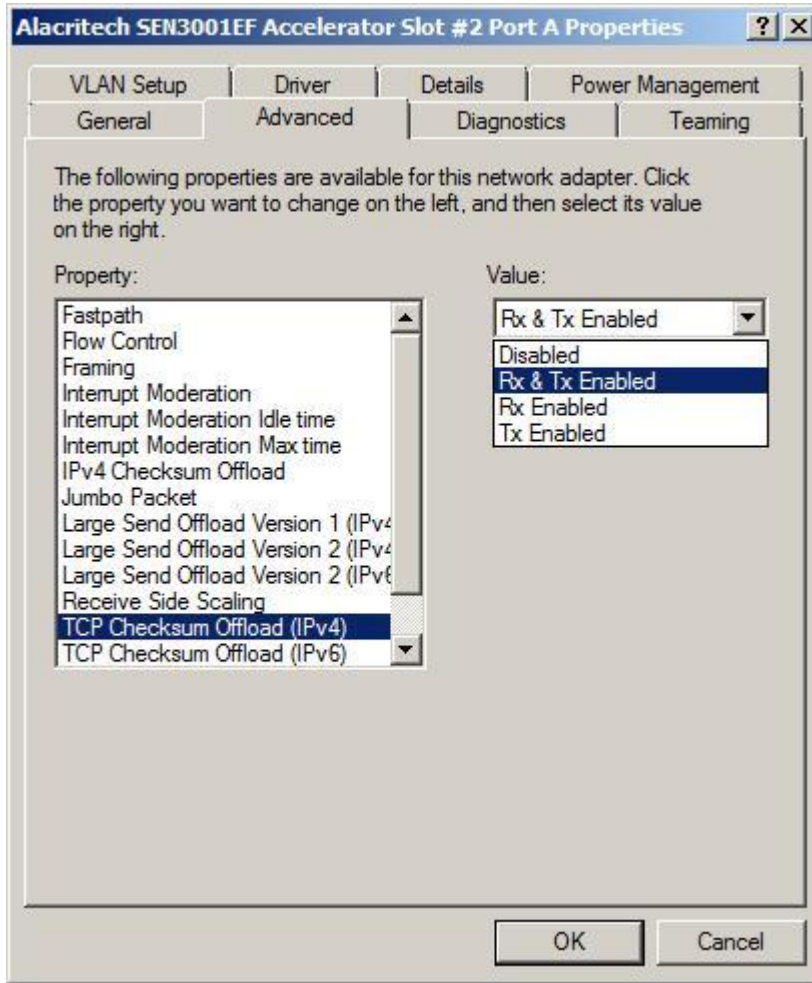 Alacritech SEN3001EF Accelerator Slot #2 Port A Properties
VLAN Setup
Driver
Details
Power Management
General
Advanced
Diagnostics
Teaming
The following properties are available for this network adapter. Click
the property you want to change on the left, and then select its value
on the right.
Property:
Value:
Fastpath
Flow Control
Framing
Interrupt Moderation
Interrupt Moderation Idle time
Interrupt Moderation Max time
IPv4 Checksum Offload
Jumbo Packet
Large Send Offload Version 1 (IPv4
Large Send Offload Version 2 (IPv4
Large Send Offload Version 2 (IPv6
Receive Side Scaling
TCP Checksum Offload (IPv4)
TCP Checksum Offload (IPv6)
Rx & Tx Enabled
Disabled
Rx & Tx Enabled
Rx Enabled
Tx Enabled
OK
Cancel